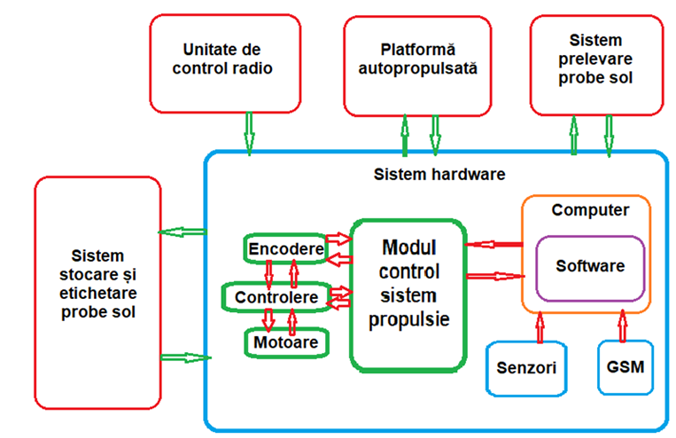 Unitate de
control radio
Platformă
autopropulsată
Sistem
prelevare
probe sol
Sistem hardware
Sistem
stocare și
etichetare
probe sol
Encodere
Controlere
Motoare
Modul
control
sistem
propulsie
Computer
Software
Senzori
GSM